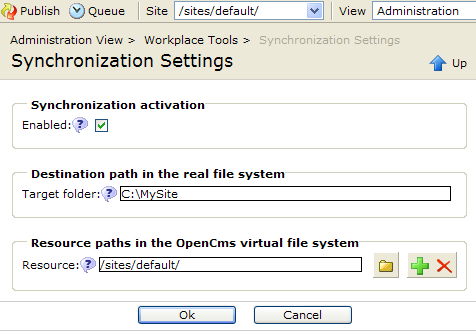 Publish Queue Site /sites/default/ View Administration
Administration View > Workplace Tools > Synchronization Settings
Synchronization Settings Up
Synchronization activation
Enabled:
Destination path in the real file system
Target folder: C:\MySite
Resource paths in the OpenCms virtual file system
Resource: /sites/default/
Ok Cancel